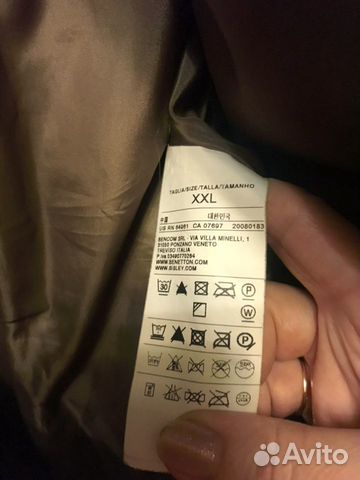 TAGLIA/SIZE/TALLA/TAMANHO
XXL
中国 대한민국
US RN 84981 CA 07697 20080183
BENCOM SRL - VIA VILLA MINELLI, 1
31050 PONZANO VENETO
TREVISO ITALIA
P.iva 03490770264
WWW.BENETTON.COM
WWW.SISLEY.COM
30 P
W
P
Avito